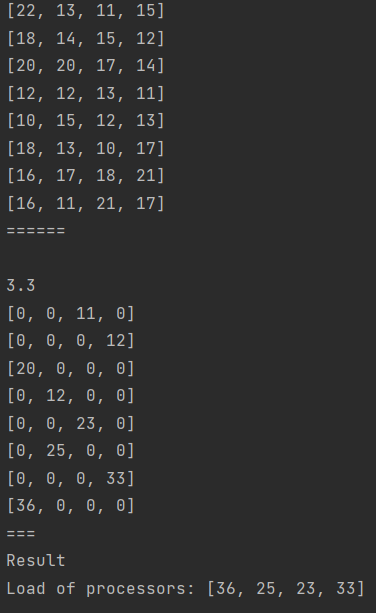 [22, 13, 11, 15]
[18, 14, 15, 12]
[20, 20, 17, 14]
[12, 12, 13, 11]
[10, 15, 12, 13]
[18, 13, 10, 17]
[16, 17, 18, 21]
[16, 11, 21, 17]
======
3.3
[0, 0, 11, 0]
[0, 0, 0, 12]
[20, 0, 0, 0]
[0, 12, 0, 0]
[0, 0, 23, 0]
[0, 25, 0, 0]
[0, 0, 0, 33]
[36, 0, 0, 0]
===
Result
Load of processors: [36, 25, 23, 33]